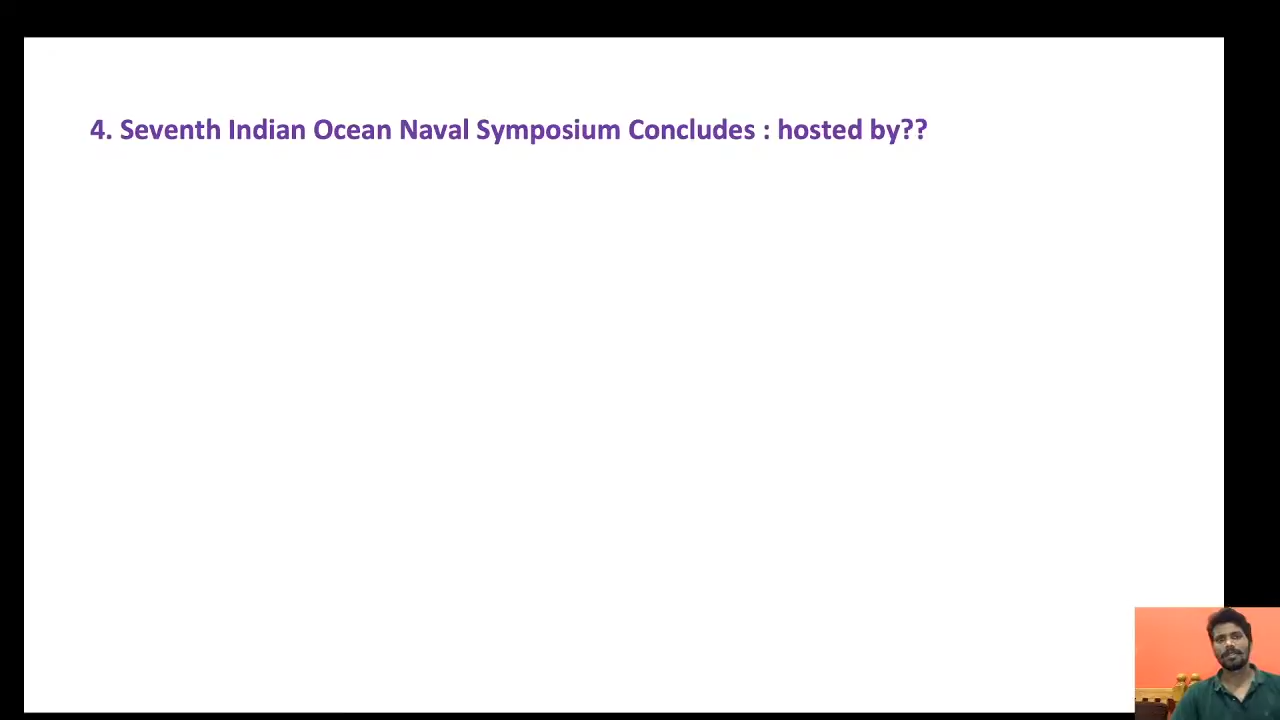 4. Seventh Indian Ocean Naval Symposium Concludes : hosted by??